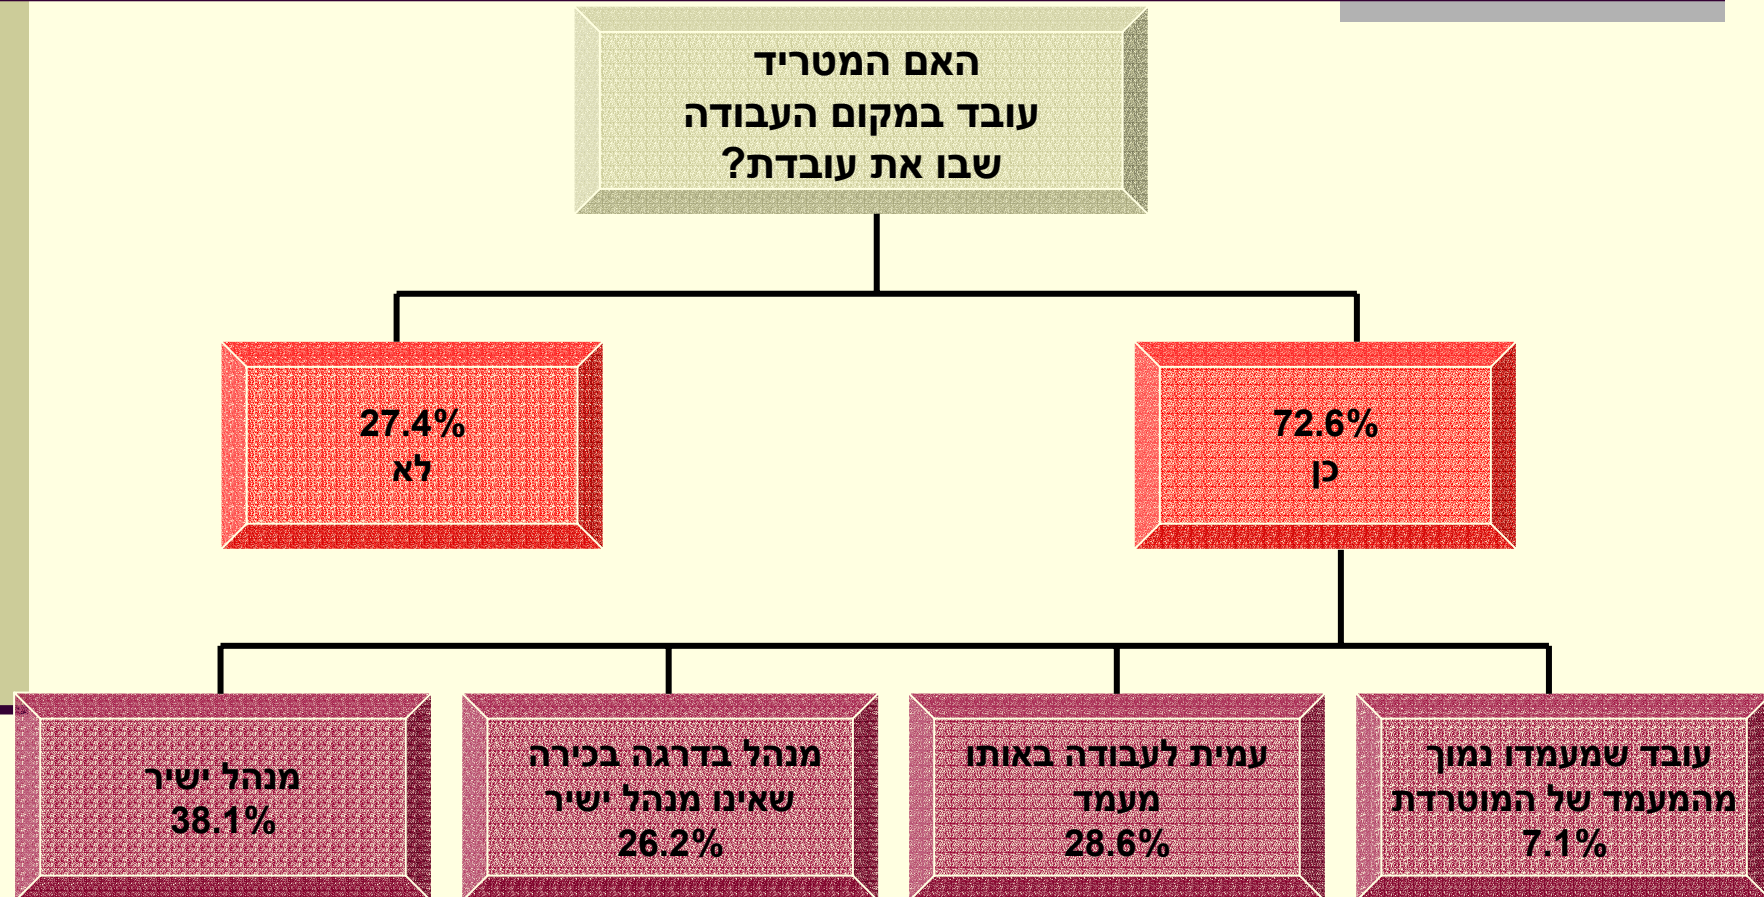 האם המטריד
עובד במקום העבודה
שבו את עובדת?
72.6%
כן
27.4%
לא
עובד שמעמדו נמוך
מהמעמד של המוטרדת
7.1%
עמית לעבודה באותו
מעמד
28.6%
מנהל בדרגה בכירה
שאינו מנהל ישיר
26.2%
מנהל ישיר
38.1%